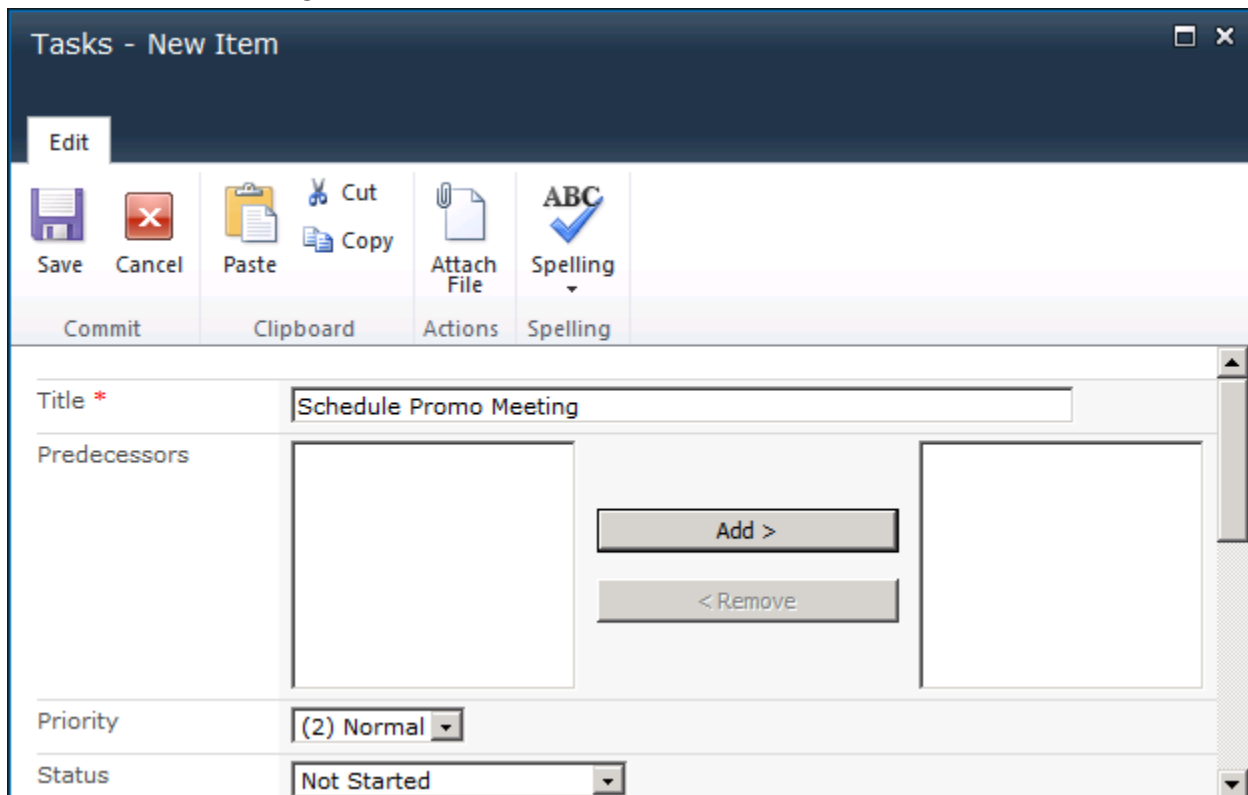 Tasks - New Item
Edit
Save Cancel Paste Cut Copy Attach File ABC Spelling
Commit Clipboard Actions Spelling
Title * Schedule Promo Meeting
Predecessors
Add >
< Remove
Priority (2) Normal
Status Not Started